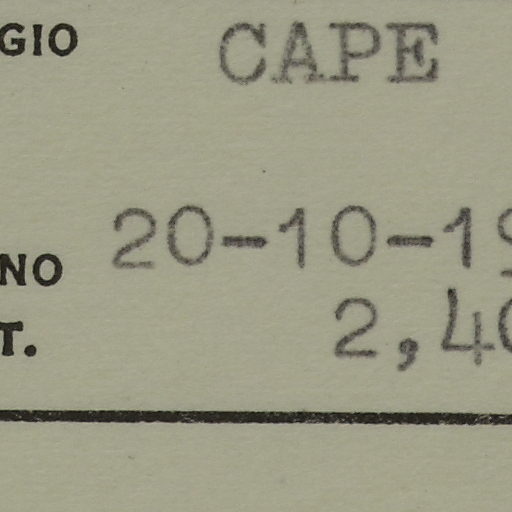 GIO CAPE
NO 20-10-19
T. 2,40